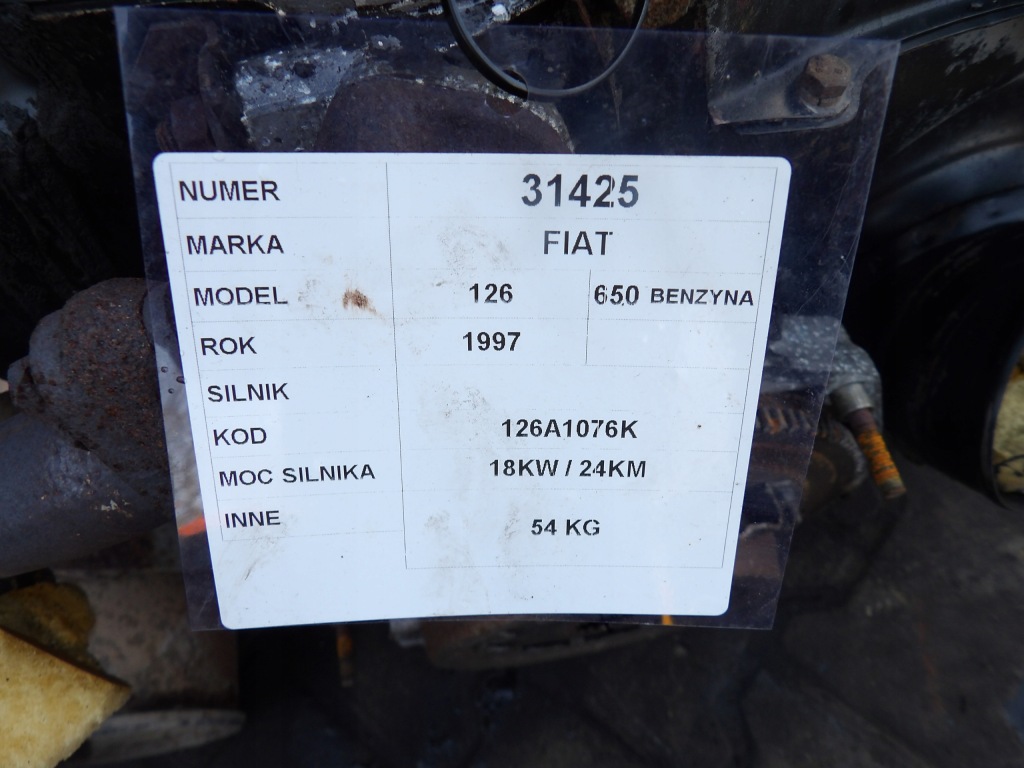 NUMER 31425
MARKA FIAT
MODEL 126 650 BENZYNA
ROK 1997
SILNIK
KOD 126A1076K
MOC SILNIKA 18KW / 24KM
INNE 54 KG